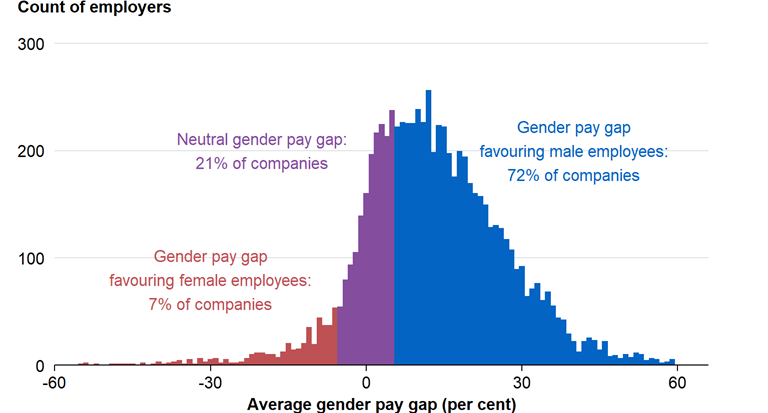 Count of employers
300
Neutral gender pay gap:
21% of companies
Gender pay gap
favouring male employees:
72% of companies
200
Gender pay gap
favouring female employees:
7% of companies
100
0
-60
-30
0
30
60
Average gender pay gap (per cent)